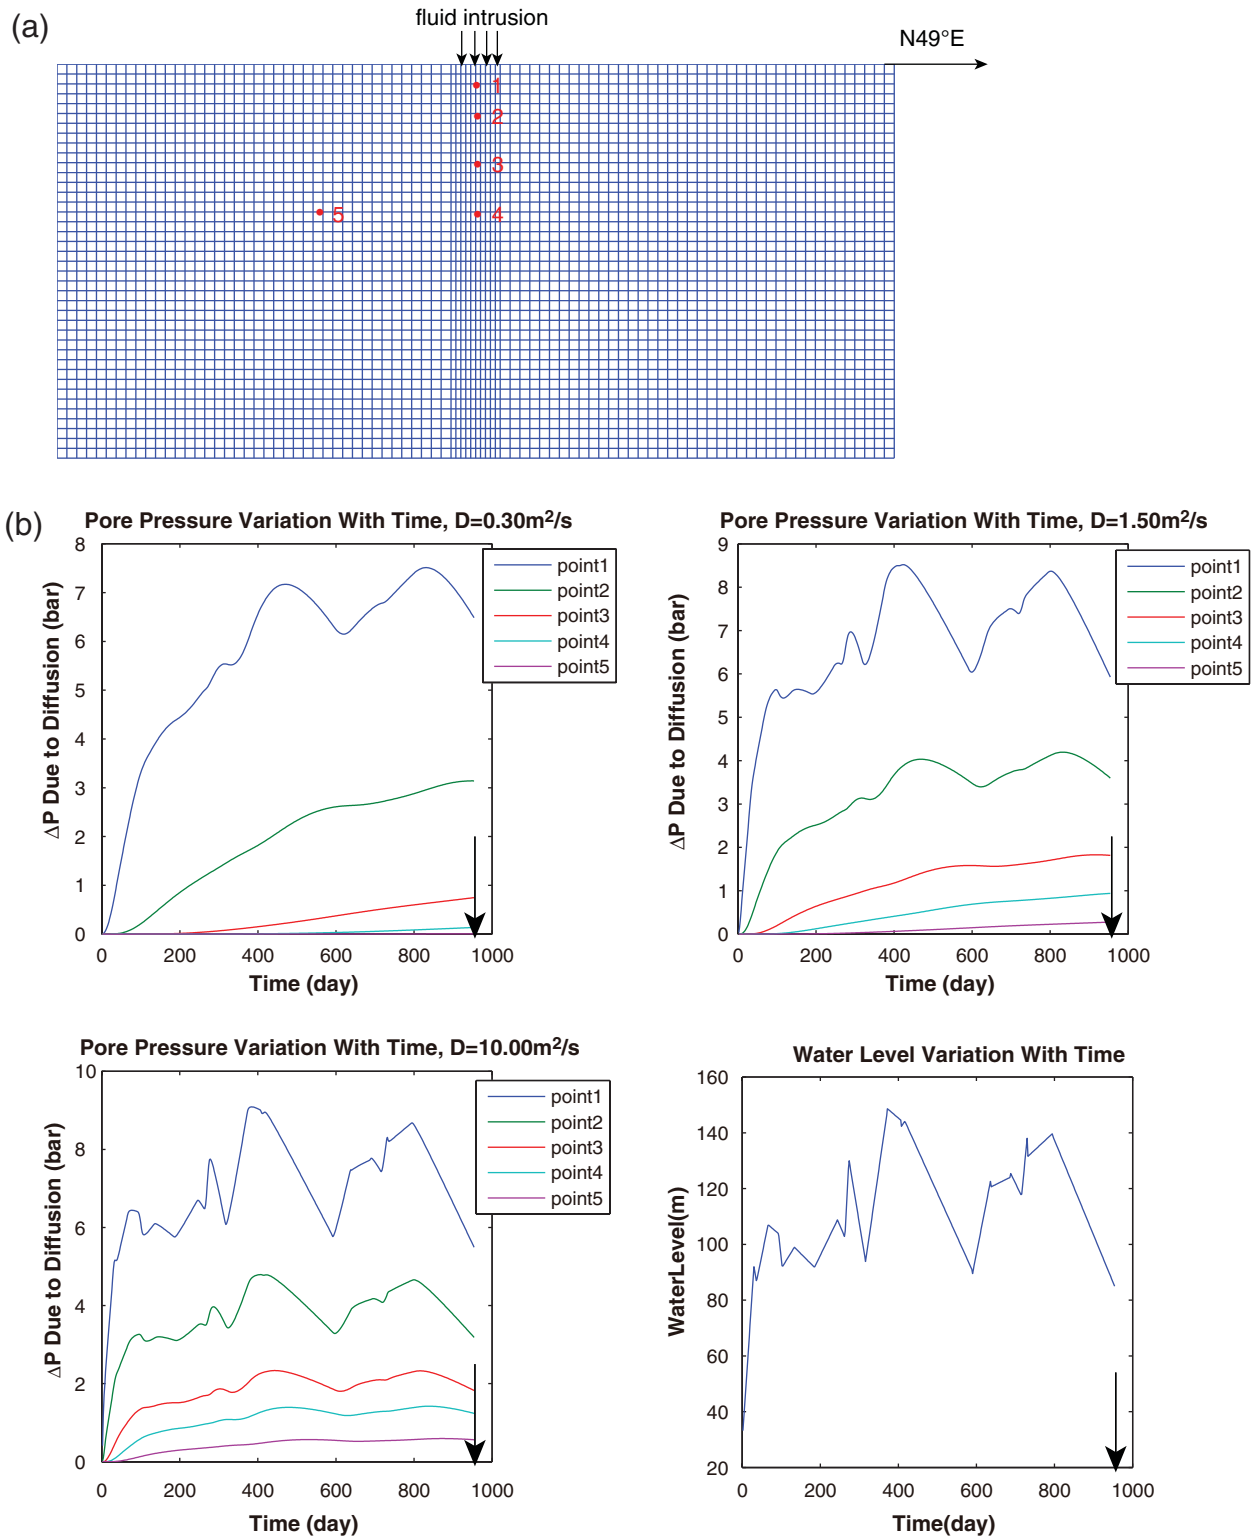 (a)
fluid intrusion
N49°E
1
2
3
4
5
(b)
Pore Pressure Variation With Time, D=0.30m²/s
8
7
6
5
4
3
2
1
0
0 200 400 600 800 1000
ΔP Due to Diffusion (bar)
Time (day)
point1
point2
point3
point4
point5
Pore Pressure Variation With Time, D=1.50m²/s
9
8
7
6
5
4
3
2
1
0
0 200 400 600 800 1000
ΔP Due to Diffusion (bar)
Time (day)
point1
point2
point3
point4
point5
Pore Pressure Variation With Time, D=10.00m²/s
10
8
6
4
2
0
0 200 400 600 800 1000
ΔP Due to Diffusion (bar)
Time (day)
point1
point2
point3
point4
point5
Water Level Variation With Time
160
140
120
100
80
60
40
20
0 200 400 600 800 1000
WaterLevel(m)
Time(day)